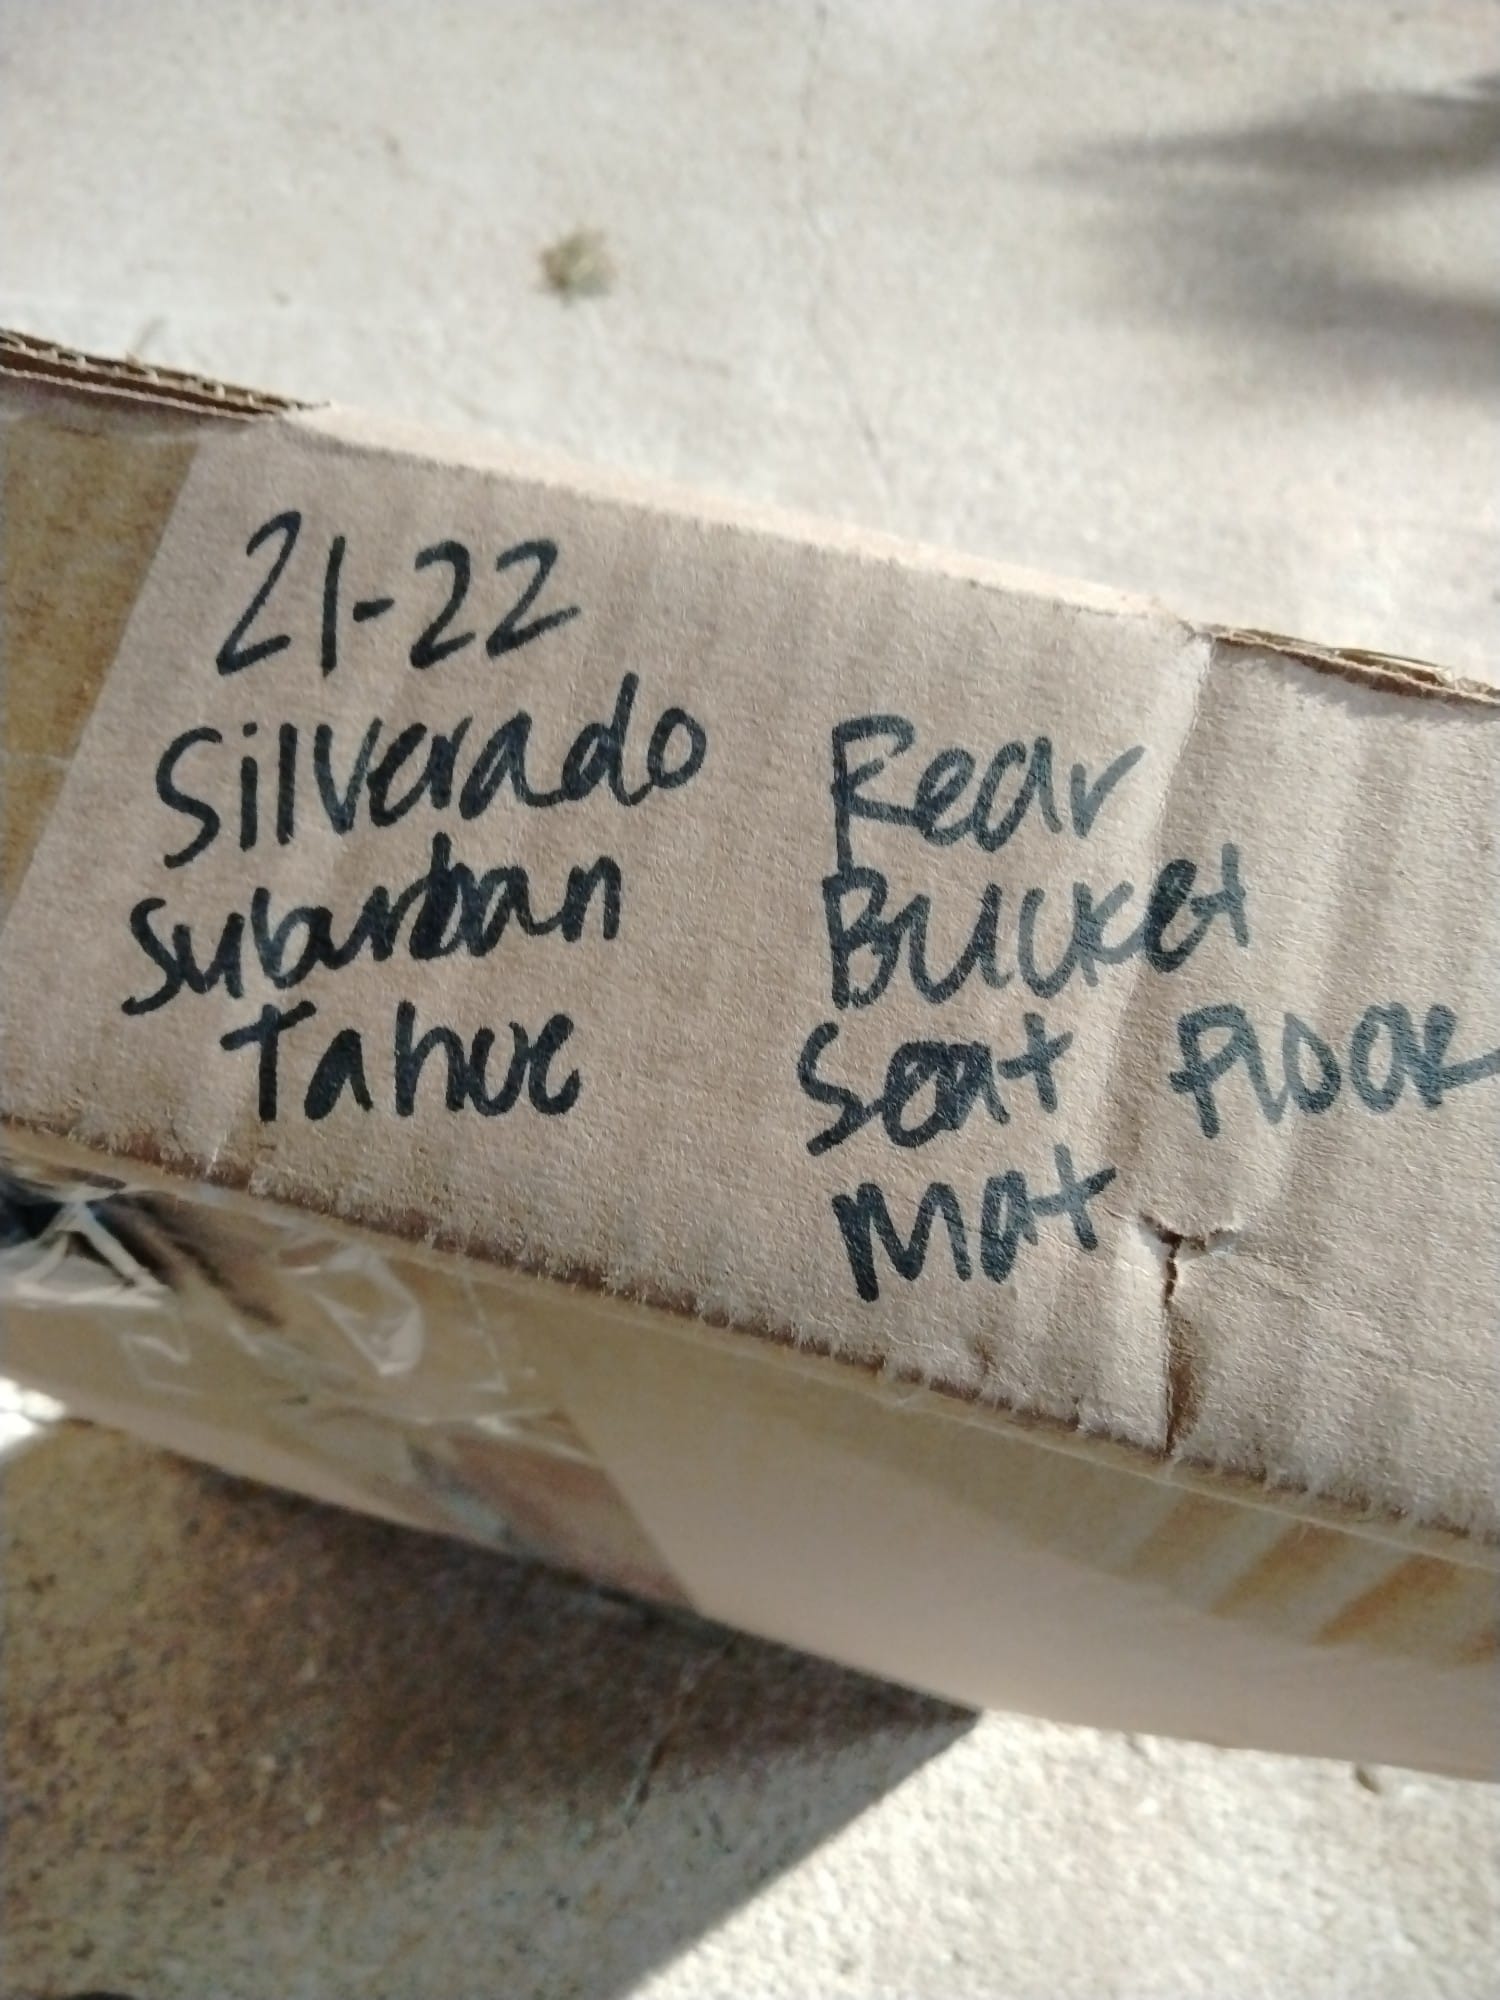 21-22
Silverado
Suburban
Tahoe
Rear
Bucket
Seat Floor
Mat